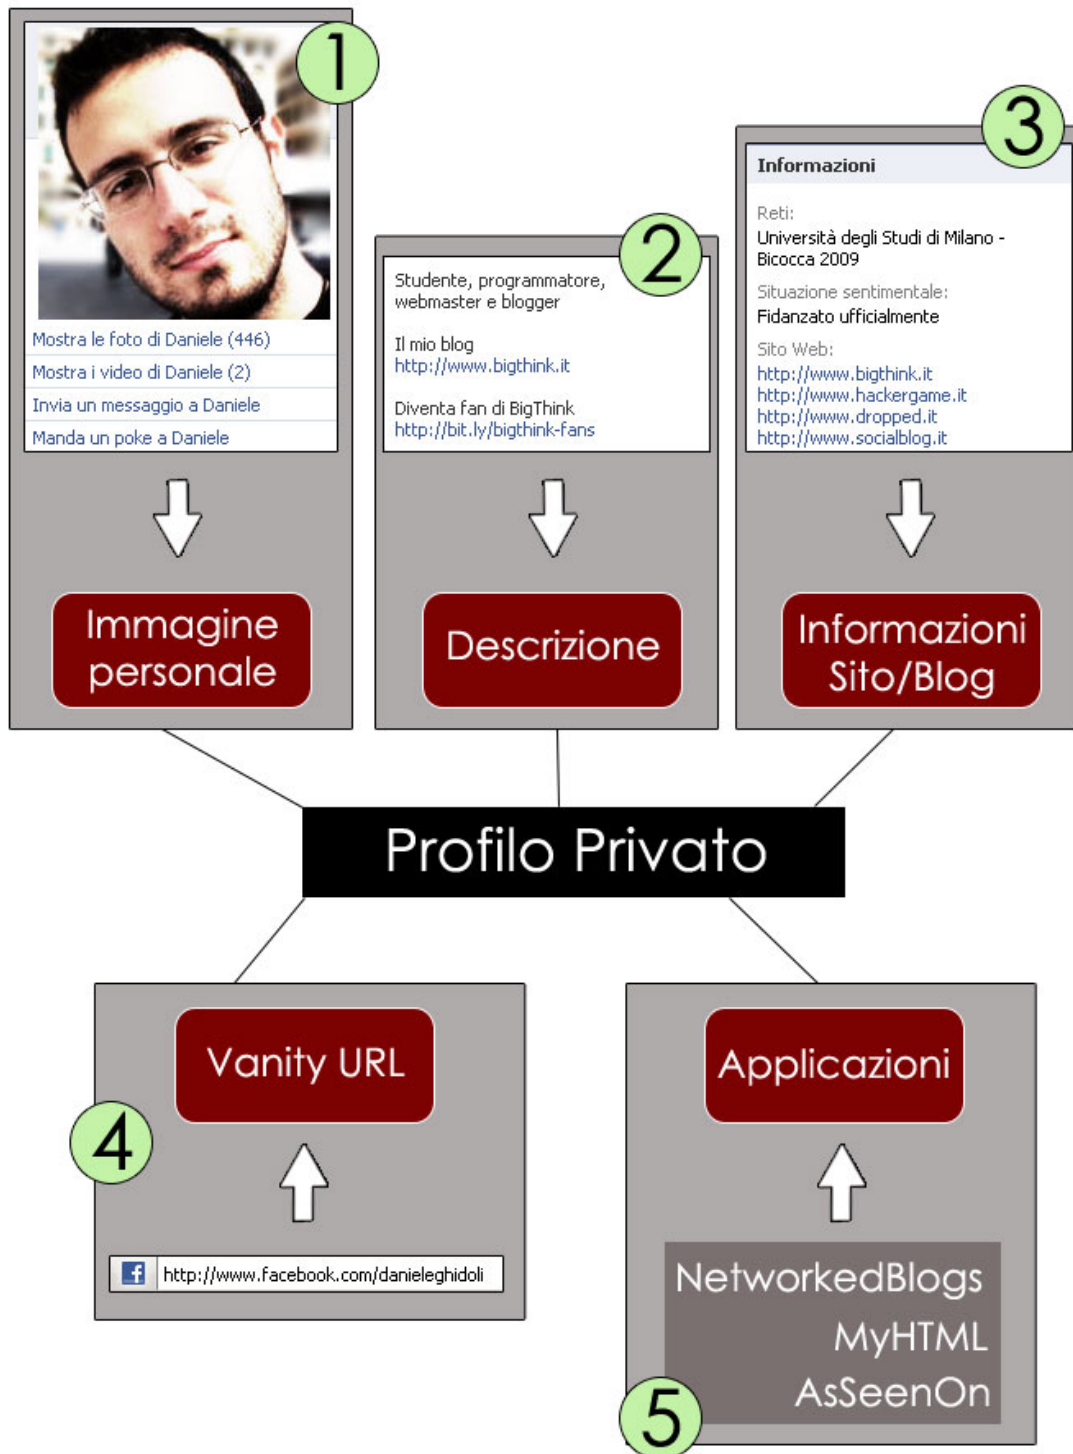 1
Mostra le foto di Daniele (446)
Mostra i video di Daniele (2)
Invia un messaggio a Daniele
Manda un poke a Daniele
Immagine
personale
2
Studente, programmatore,
webmaster e blogger
Il mio blog
http://www.bigthink.it
Diventa fan di BigThink
http://bit.ly/bigthink-fans
Descrizione
3
Informazioni
Reti:
Università degli Studi di Milano -
Bicocca 2009
Situazione sentimentale:
Fidanzato ufficialmente
Sito Web:
http://www.bigthink.it
http://www.hackergame.it
http://www.dropped.it
http://www.socialblog.it
Informazioni
Sito/Blog
Profilo Privato
4
Vanity URL
http://www.facebook.com/danieleghidoli
Applicazioni
NetworkedBlogs
MyHTML
AsSeenOn
5